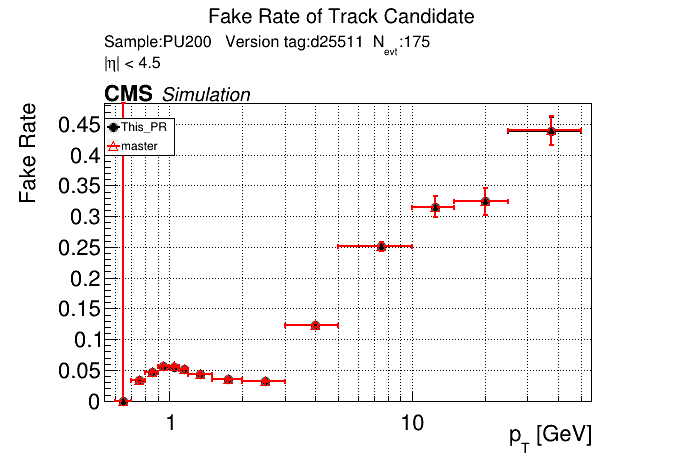 Fake Rate of Track Candidate
Sample:PU200 Version tag:d25511 Nevt:175
|η| < 4.5
CMS Simulation
Fake Rate
This_PR
master
0.45
0.4
0.35
0.3
0.25
0.2
0.15
0.1
0.05
0
1
10
pT [GeV]